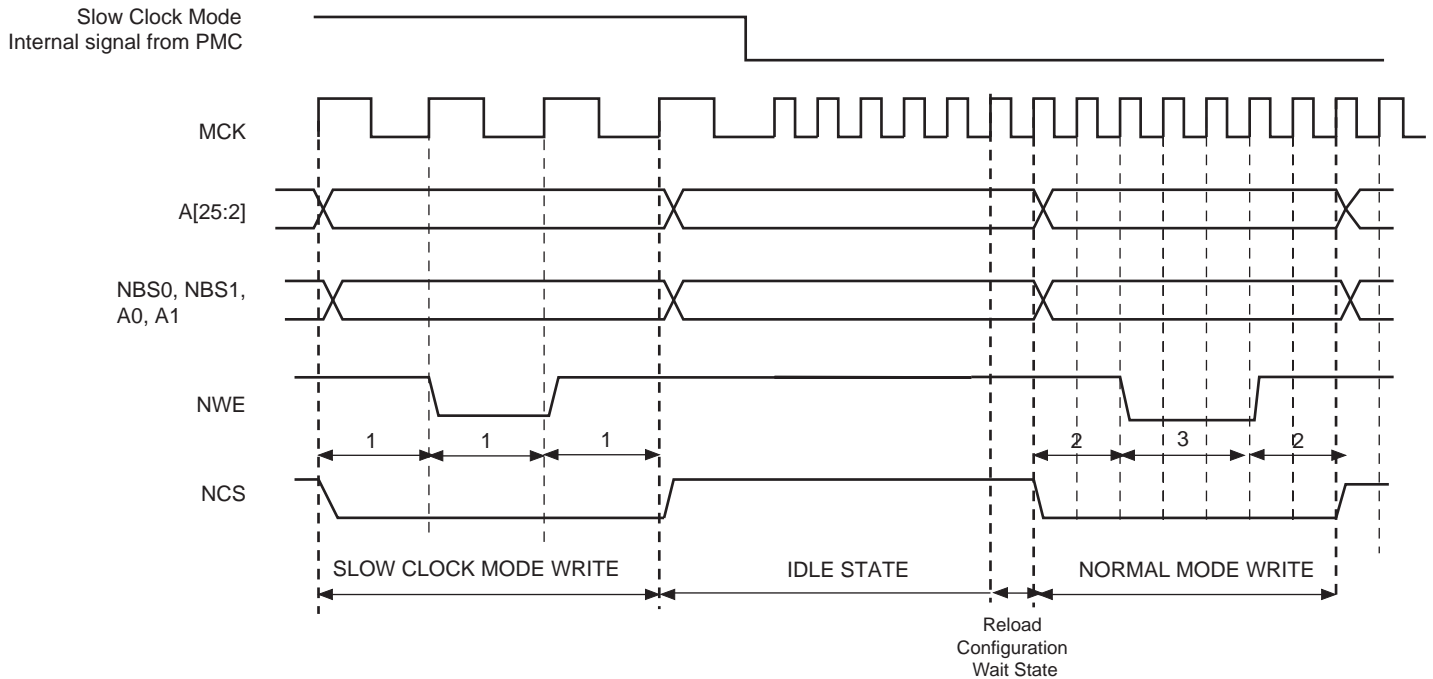 Slow Clock Mode
Internal signal from PMC
MCK
A[25:2]
NBS0, NBS1,
A0, A1
NWE
1 1 1 2 3 2
NCS
SLOW CLOCK MODE WRITE IDLE STATE NORMAL MODE WRITE
Reload
Configuration
Wait State